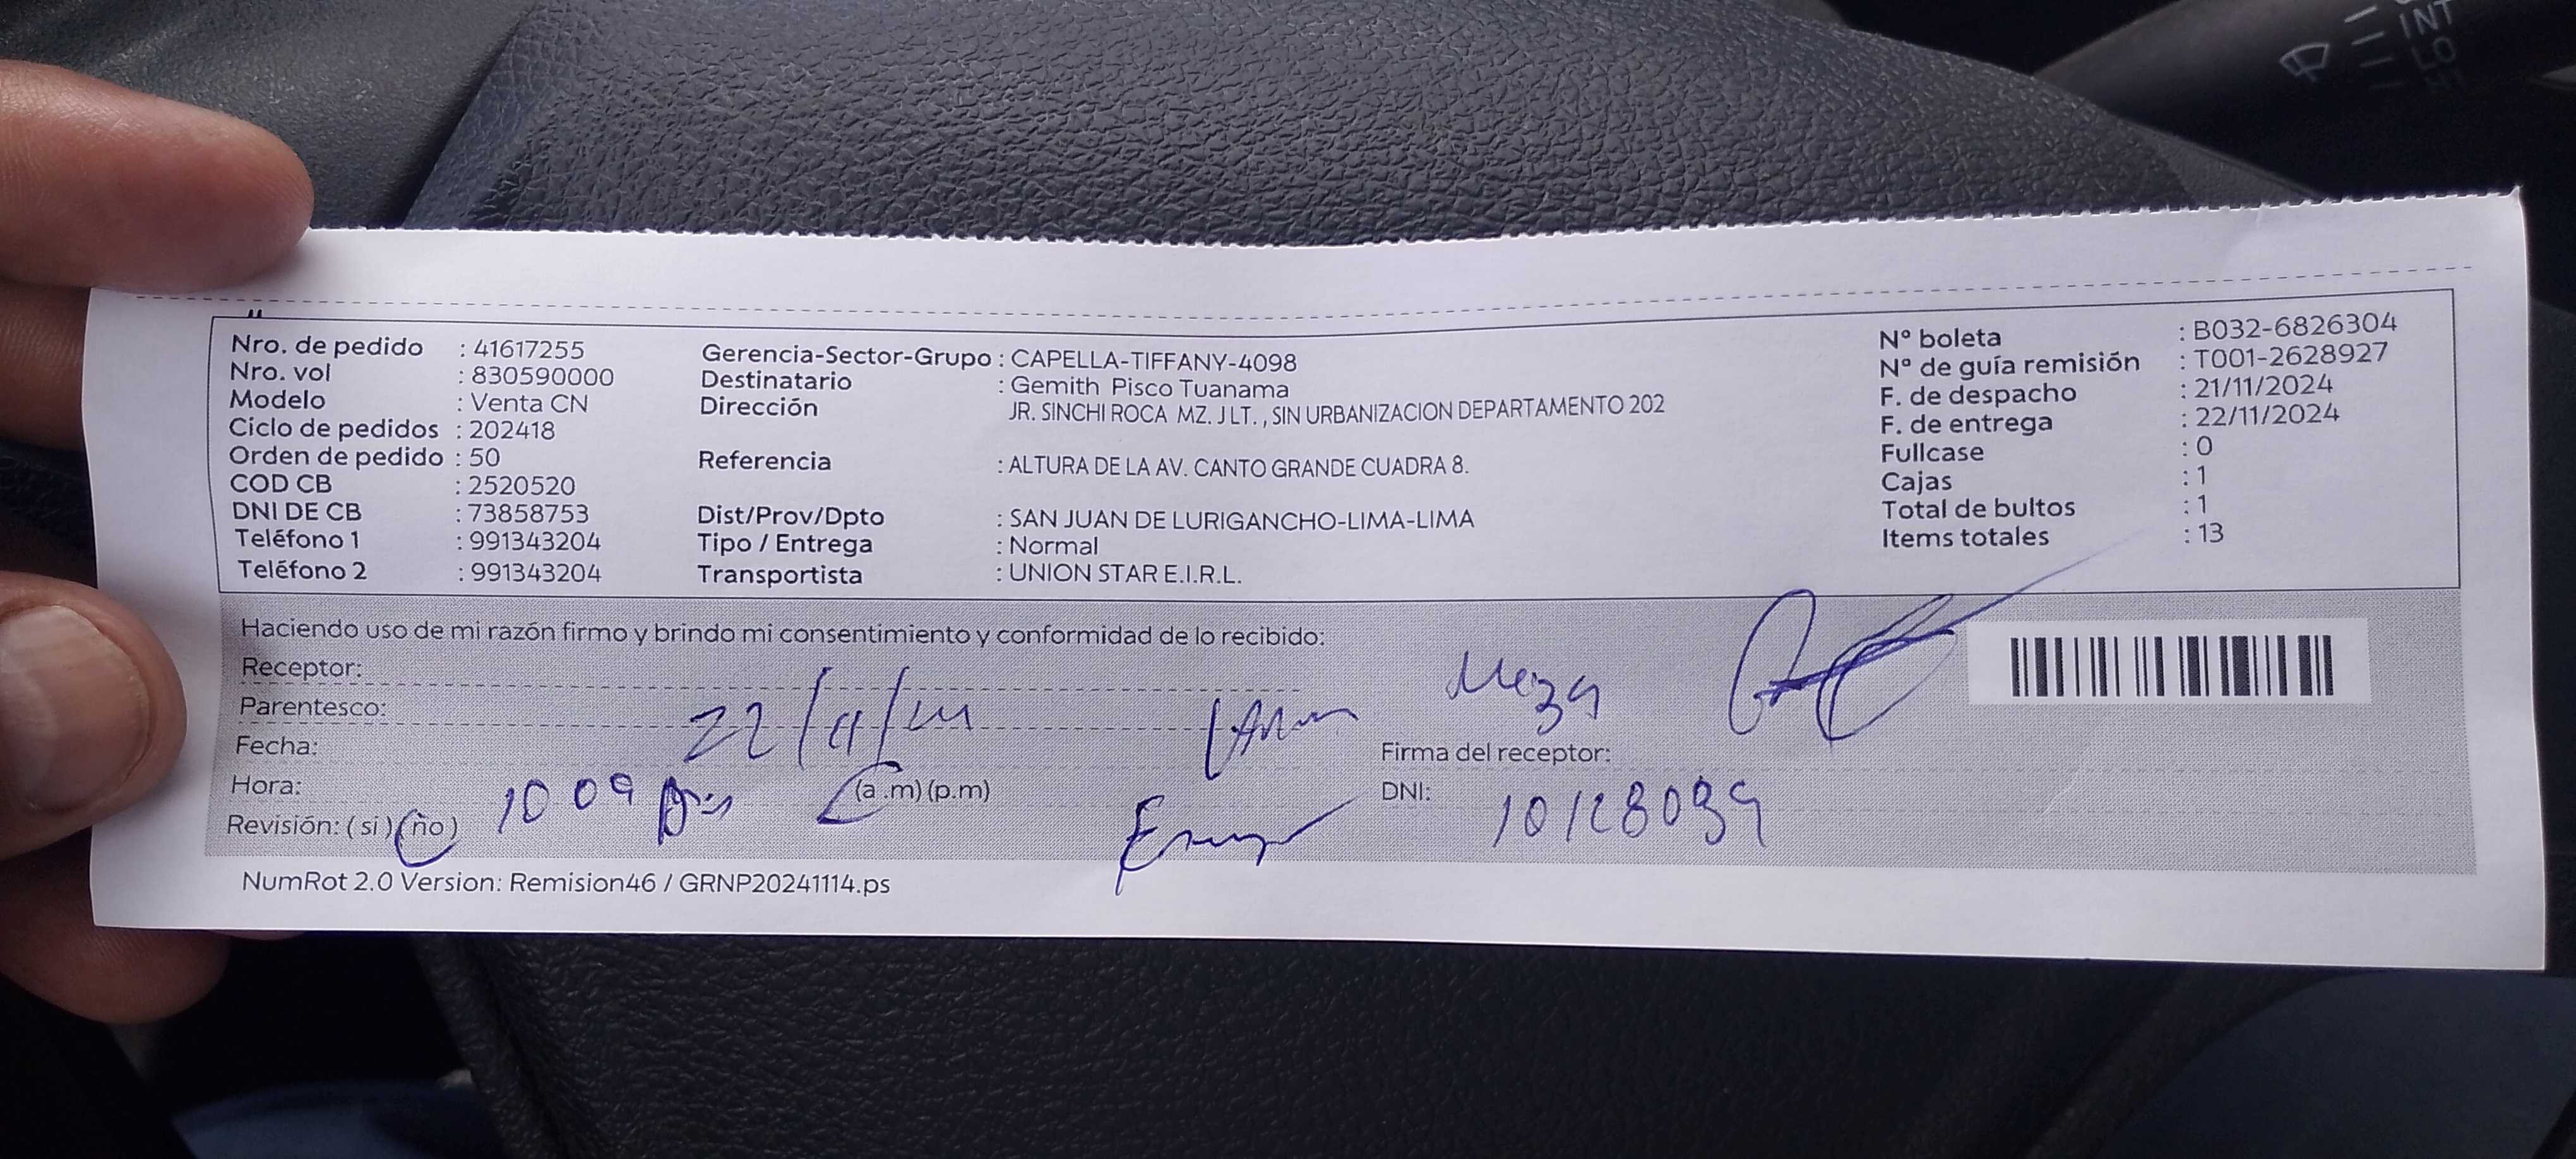 Nro. de pedido : 41617255
Nro. vol : 830590000
Modelo : Venta CN
Ciclo de pedidos : 202418
Orden de pedido : 50
COD CB : 2520520
DNI DE CB : 73858753
Teléfono 1 : 991343204
Teléfono 2 : 991343204
Gerencia-Sector-Grupo : CAPELLA-TIFFANY-4098
Destinatario : Gemith Pisco Tuanama
Dirección JR. SINCHI ROCA MZ. J LT. , SIN URBANIZACION DEPARTAMENTO 202
Referencia : ALTURA DE LA AV. CANTO GRANDE CUADRA 8.
Dist/Prov/Dpto : SAN JUAN DE LURIGANCHO-LIMA-LIMA
Tipo / Entrega : Normal
Transportista : UNION STAR E.I.R.L.
Nº boleta : B032-6826304
Nº de guía remisión : T001-2628927
F. de despacho : 21/11/2024
F. de entrega : 22/11/2024
Fullcase : 0
Cajas : 1
Total de bultos : 1
Items totales : 13
Haciendo uso de mi razón firmo y brindo mi consentimiento y conformidad de lo recibido:
Receptor:
Parentesco:
Fecha: 22/11/
Hora: 10 09 (a .m) (p.m)
Revisión: ( si ) ( no )
Meza
Firma del receptor:
DNI:
NumRot 2.0 Version: Remision46 / GRNP20241114.ps
INT
LO